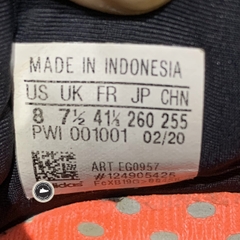 MADE IN INDONESIA
US UK FR JP CHN
8 7½ 41⅓ 260 255
PWI 001001 02/20
ART EG0957
#124905425